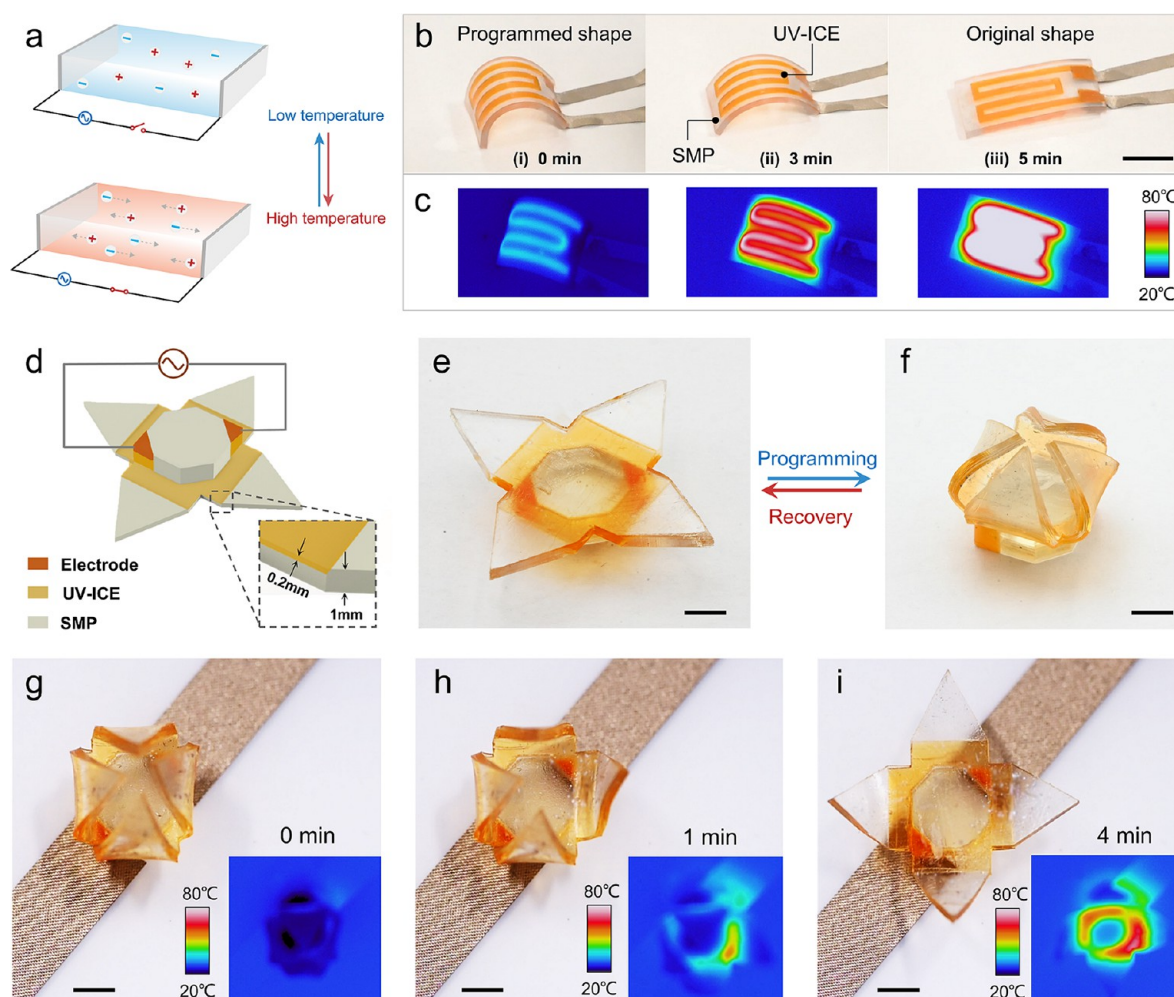 a
Low temperature
High temperature
b
Programmed shape
UV-ICE
Original shape
SMP
(i) 0 min
(ii) 3 min
(iii) 5 min
c
80℃
20℃
d
0.2mm
1mm
Electrode
UV-ICE
SMP
e
Programming
Recovery
f
g
0 min
80℃
20℃
h
1 min
80℃
20℃
i
4 min
80℃
20℃